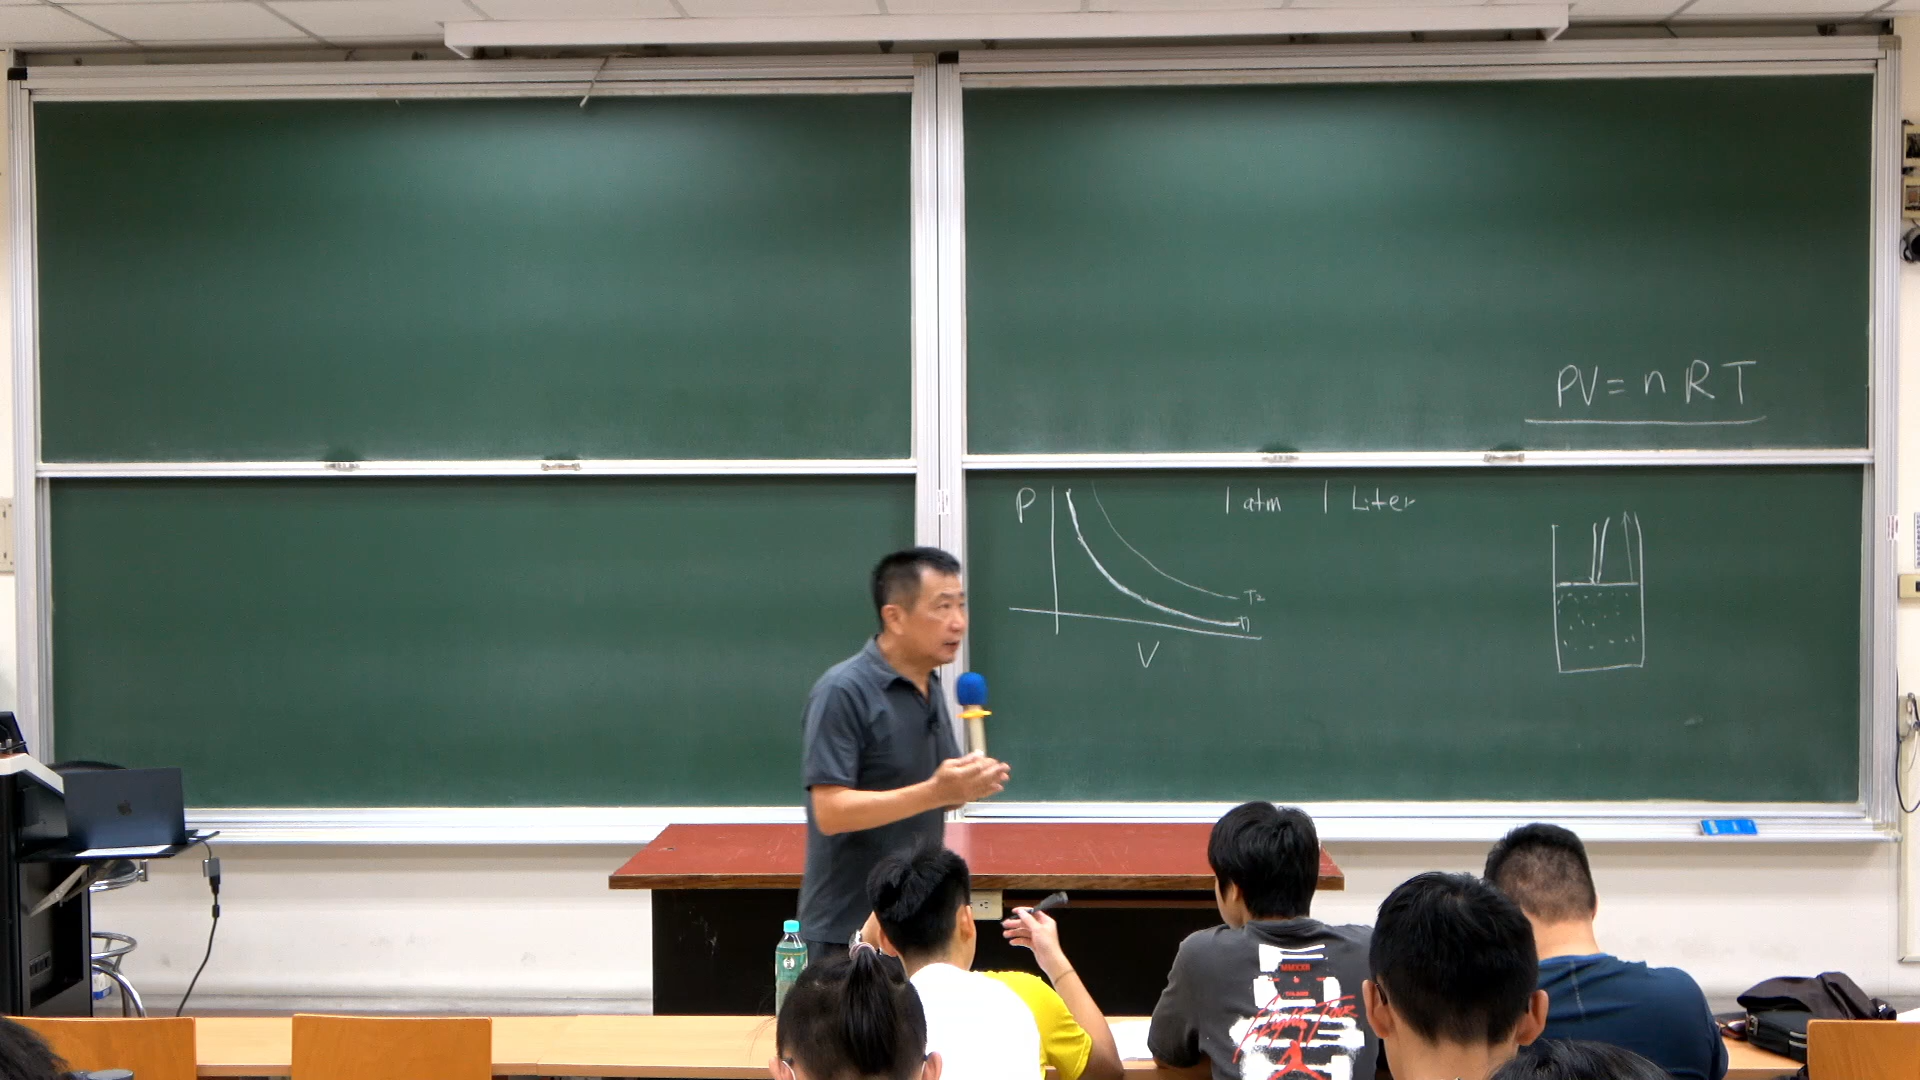 PV = nRT
P
1 atm 1 Liter
T2
T1
V